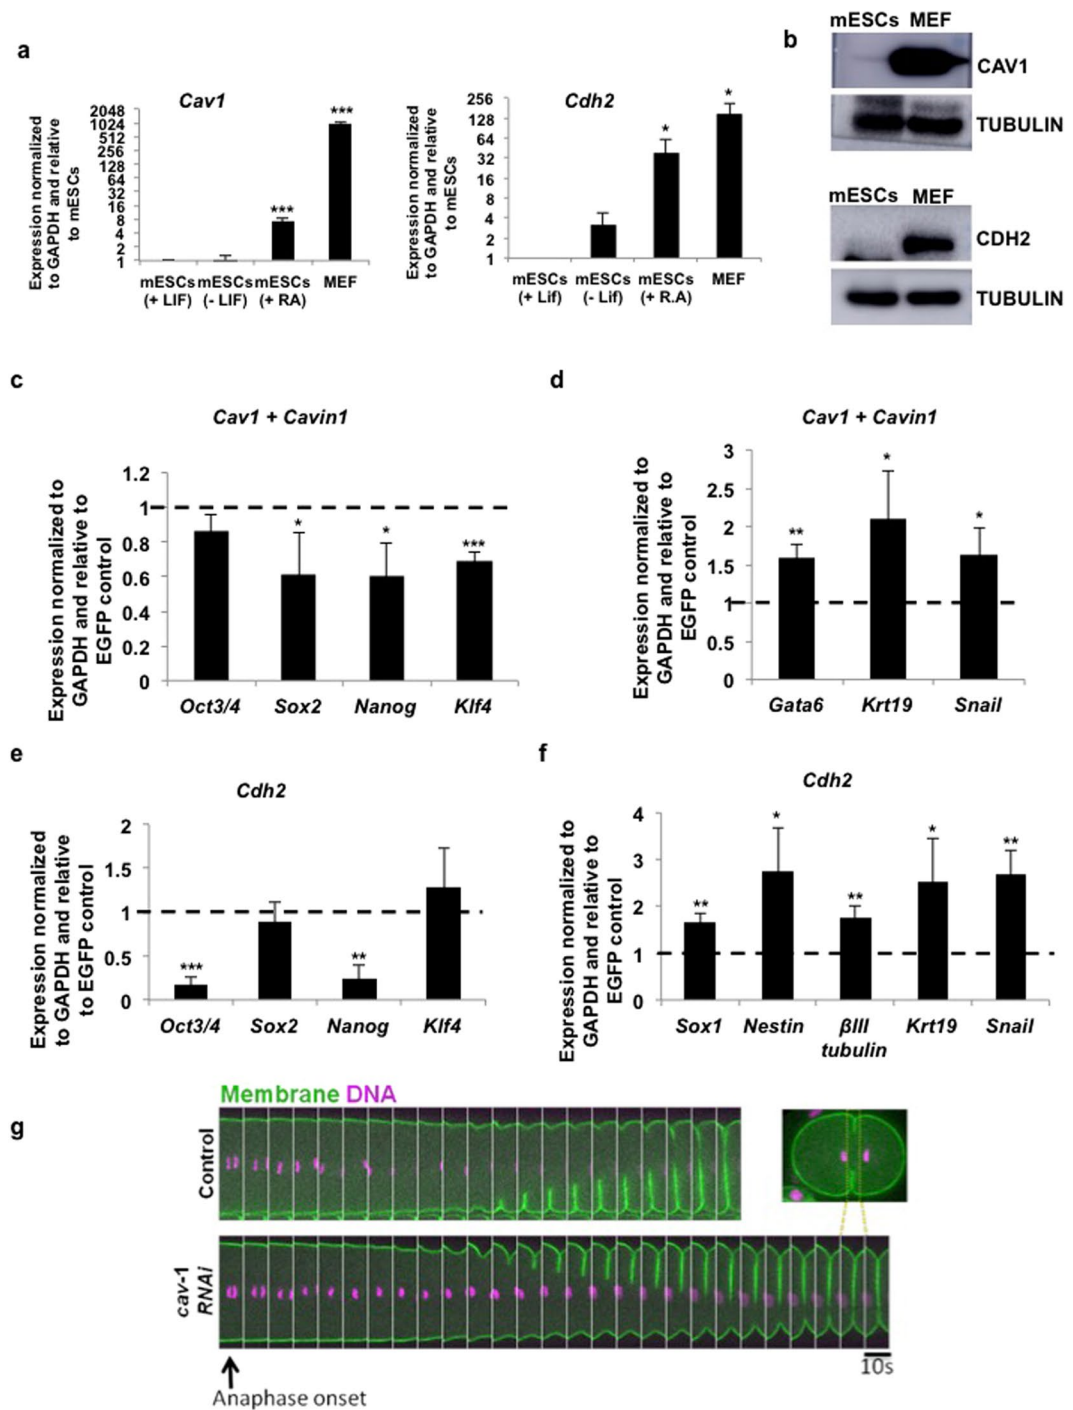 a
Cav1
Expression normalized
to GAPDH and relative
to mESCs
2048
1024
512
256
128
64
32
16
8
4
2
1
***
***
mESCs
(+ LIF)
mESCs
(- LIF)
mESCs
(+ RA)
MEF
Cdh2
Expression normalized
to GAPDH and relative
to mESCs
256
128
64
32
16
8
4
2
1
*
*
mESCs
(+ Lif)
mESCs
(- Lif)
mESCs
(+ R.A)
MEF
b
mESCs MEF
CAV1
TUBULIN
mESCs MEF
CDH2
TUBULIN
c
Cav1 + Cavin1
Expression normalized to
GAPDH and relative to
EGFP control
1.2
1
0.8
0.6
0.4
0.2
0
*
*
***
Oct3/4 Sox2 Nanog Klf4
d
Cav1 + Cavin1
Expression normalized to
GAPDH and relative to
EGFP control
3
2.5
2
1.5
1
0.5
0
**
*
*
Gata6 Krt19 Snail
e
Cdh2
Expression normalized
to GAPDH and relative
to EGFP control
2
1.5
1
0.5
0
***
**
Oct3/4 Sox2 Nanog Klf4
f
Cdh2
Expression normalized to
GAPDH and relative to
EGFP control
4
3
2
1
0
**
*
**
*
**
Sox1 Nestin βIII Krt19 Snail
tubulin
g
Membrane DNA
Control
cav-1
RNAi
10s
Anaphase onset